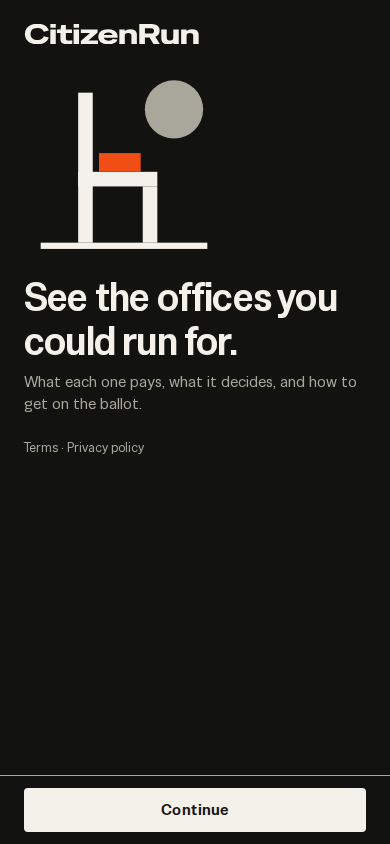 CitizenRun
See the offices you
could run for.
What each one pays, what it decides, and how to
get on the ballot.
Terms · Privacy policy
Continue